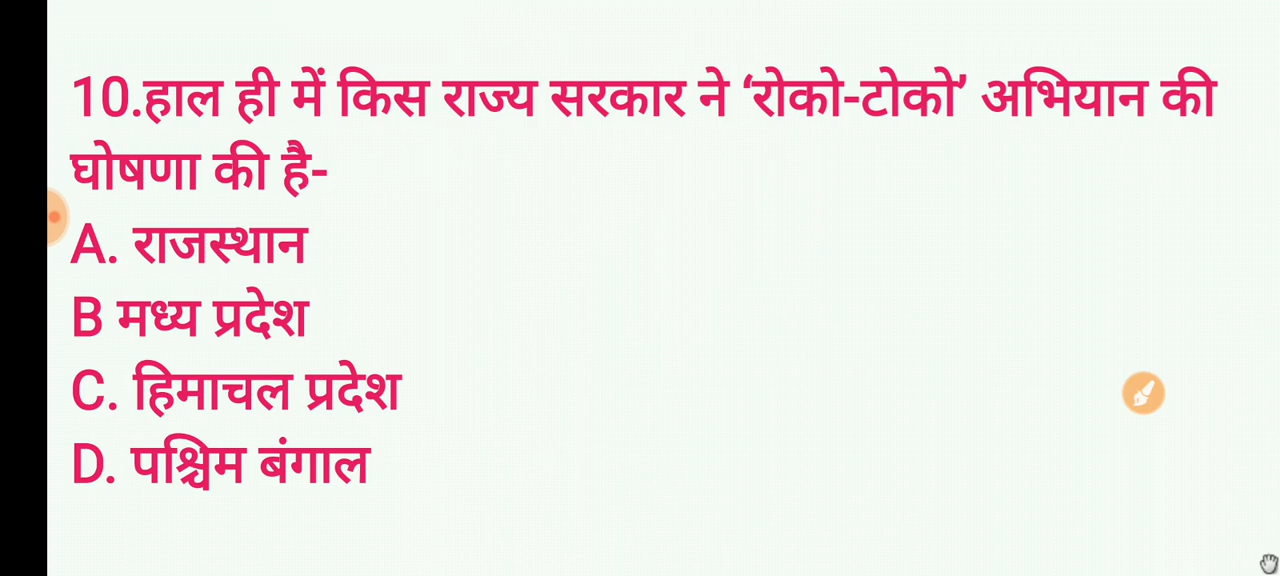 10.हाल ही में किस राज्य सरकार ने ‘रोको-टोको’ अभियान की
घोषणा की है-
A. राजस्थान
B मध्य प्रदेश
C. हिमाचल प्रदेश
D. पश्चिम बंगाल